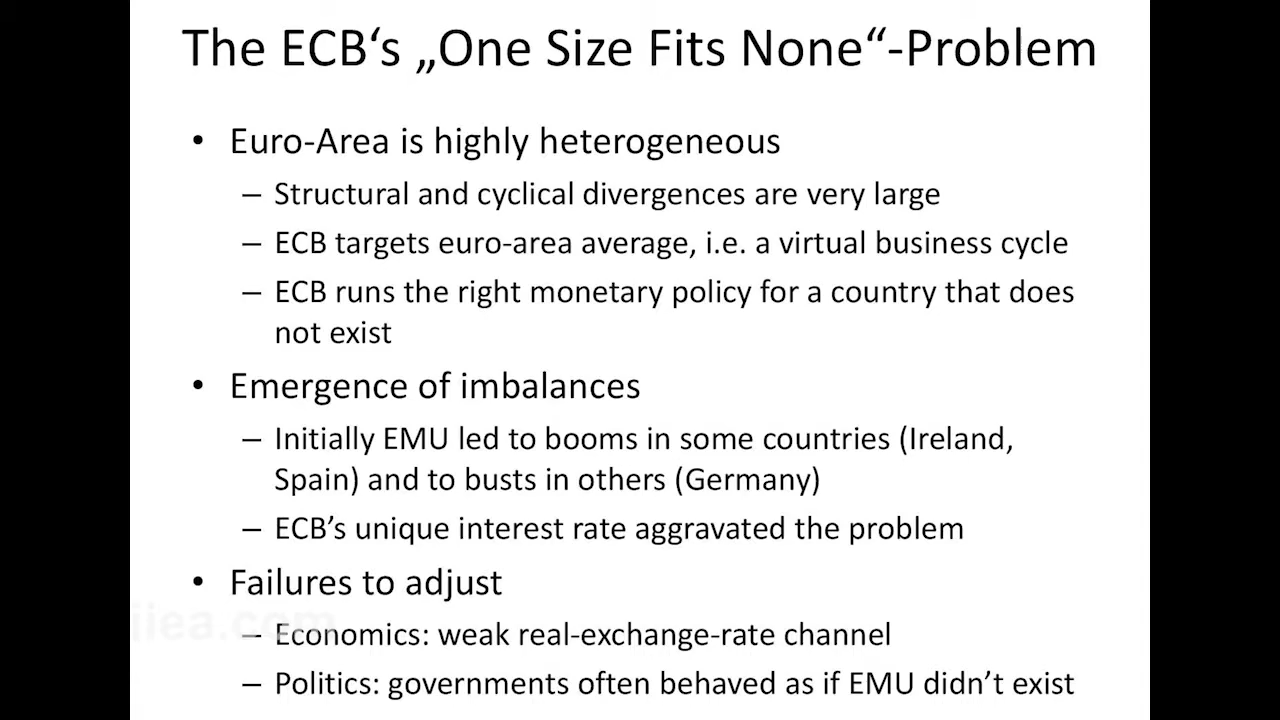 The ECB‘s „One Size Fits None“-Problem
• Euro-Area is highly heterogeneous
– Structural and cyclical divergences are very large
– ECB targets euro-area average, i.e. a virtual business cycle
– ECB runs the right monetary policy for a country that does
not exist
• Emergence of imbalances
– Initially EMU led to booms in some countries (Ireland,
Spain) and to busts in others (Germany)
– ECB’s unique interest rate aggravated the problem
• Failures to adjust
iiea.com
– Economics: weak real-exchange-rate channel
– Politics: governments often behaved as if EMU didn’t exist